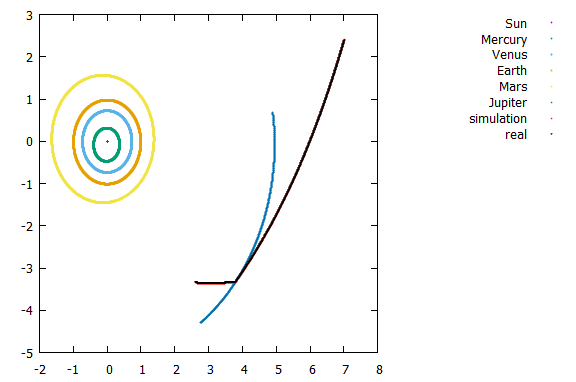 3
2
1
0
-1
-2
-3
-4
-5
-2 -1 0 1 2 3 4 5 6 7 8
Sun
Mercury
Venus
Earth
Mars
Jupiter
simulation
real